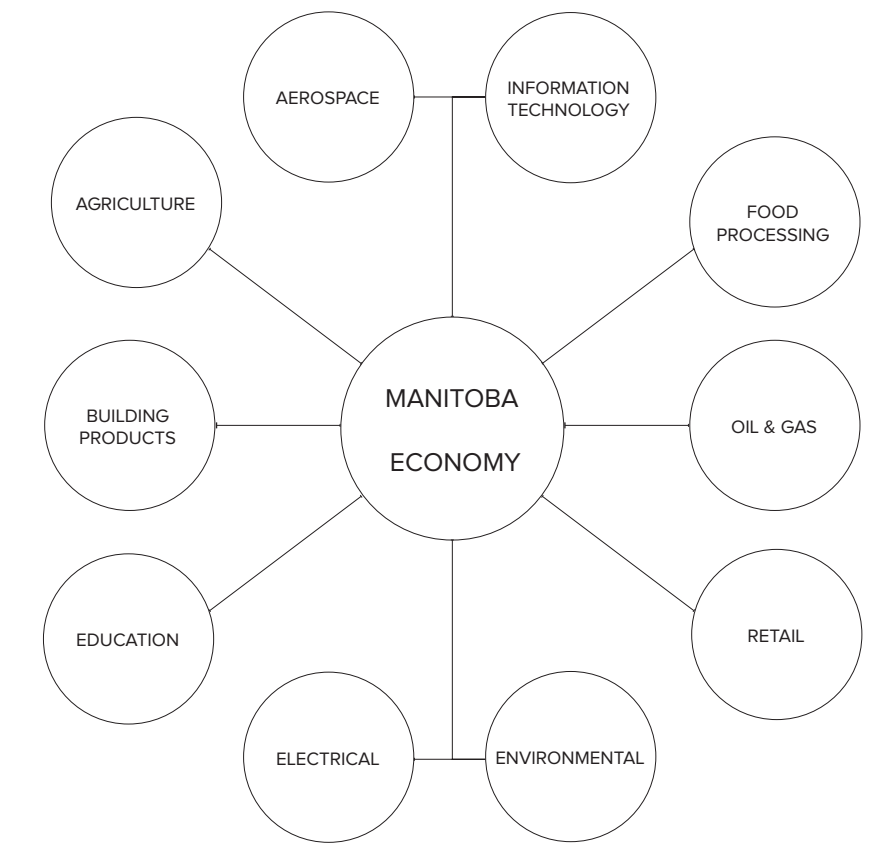 AEROSPACE
INFORMATION
TECHNOLOGY
AGRICULTURE
FOOD
PROCESSING
MANITOBA
ECONOMY
BUILDING
PRODUCTS
OIL & GAS
EDUCATION
RETAIL
ELECTRICAL
ENVIRONMENTAL